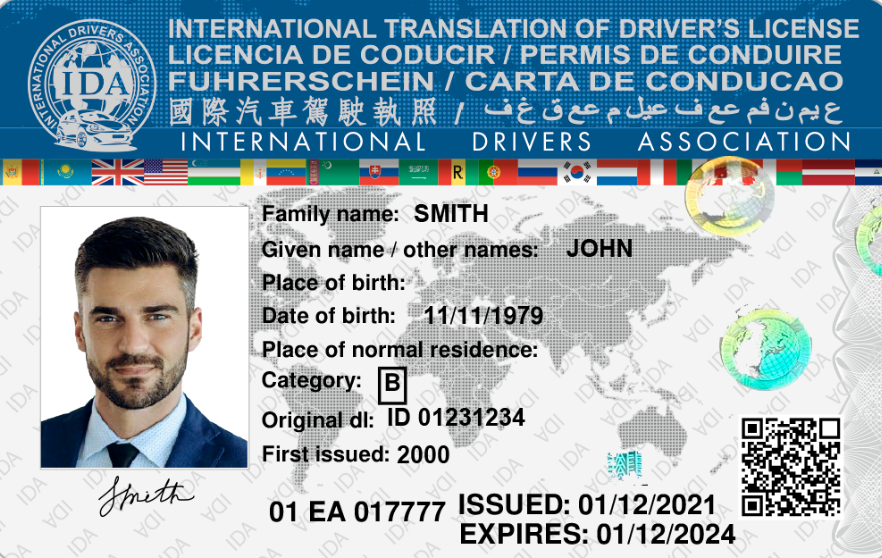 INTERNATIONAL DRIVERS ASSOCIATION
IDA
INTERNATIONAL TRANSLATION OF DRIVER'S LICENSE
LICENCIA DE CODUCIR / PERMIS DE CONDUIRE
FUHRERSCHEIN / CARTA DE CONDUCAO
國際汽車駕駛執照 /
INTERNATIONAL DRIVERS ASSOCIATION
R
Family name: SMITH
Given name / other names: JOHN
Place of birth:
Date of birth: 11/11/1979
Place of normal residence:
Category: B
Original dl: ID 01231234
First issued: 2000
Smith
01 EA 017777
ISSUED: 01/12/2021
EXPIRES: 01/12/2024